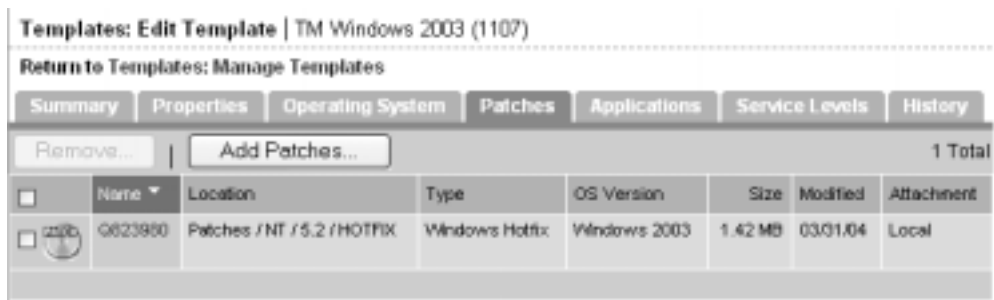 Templates: Edit Template | TM Windows 2003 (1107)
Return to Templates: Manage Templates
Summary Properties Operating System Patches Applications Service Levels History
Remove... | Add Patches... 1 Total
Name Location Type OS Version Size Modified Attachment
Q823980 Patches / NT / 5.2 / HOTFIX Windows Hotfix Windows 2003 1.42 MB 03/31/04 Local